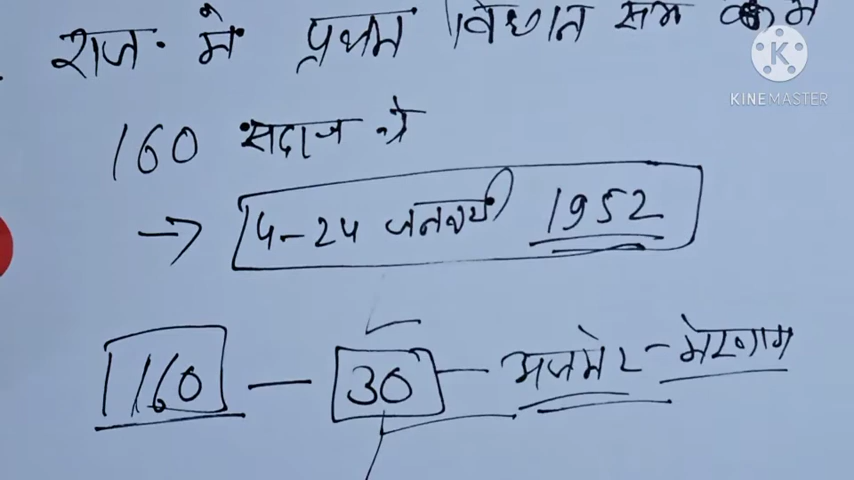 राज. में प्रथम विधान सभा
KINEMASTER
160 सदस्य थे
→ 4-24 जनवरी 1952
160 — 30 — अजमेर - मेरवाडा